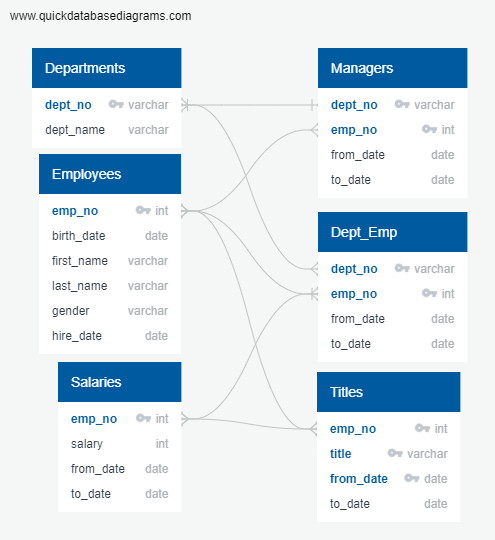 www.quickdatabasediagrams.com
Departments
dept_no varchar
dept_name varchar
Employees
emp_no int
birth_date date
first_name varchar
last_name varchar
gender varchar
hire_date date
Salaries
emp_no int
salary int
from_date date
to_date date
Managers
dept_no varchar
emp_no int
from_date date
to_date date
Dept_Emp
dept_no varchar
emp_no int
from_date date
to_date date
Titles
emp_no int
title varchar
from_date date
to_date date